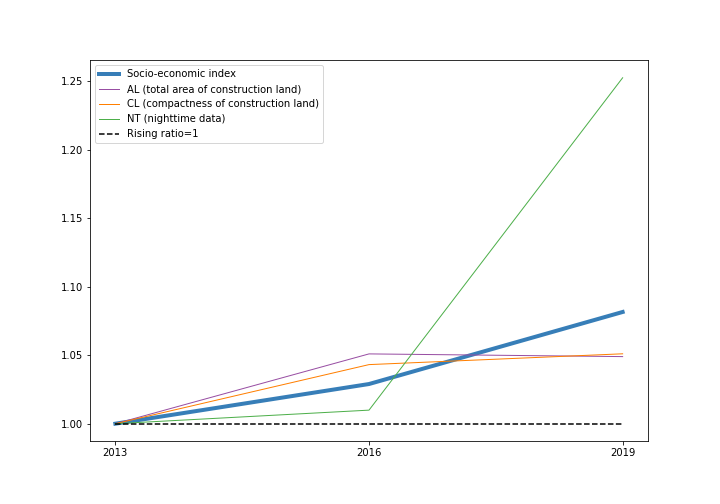 Socio-economic index
AL (total area of construction land)
CL (compactness of construction land)
NT (nighttime data)
Rising ratio=1
1.25
1.20
1.15
1.10
1.05
1.00
2013
2016
2019